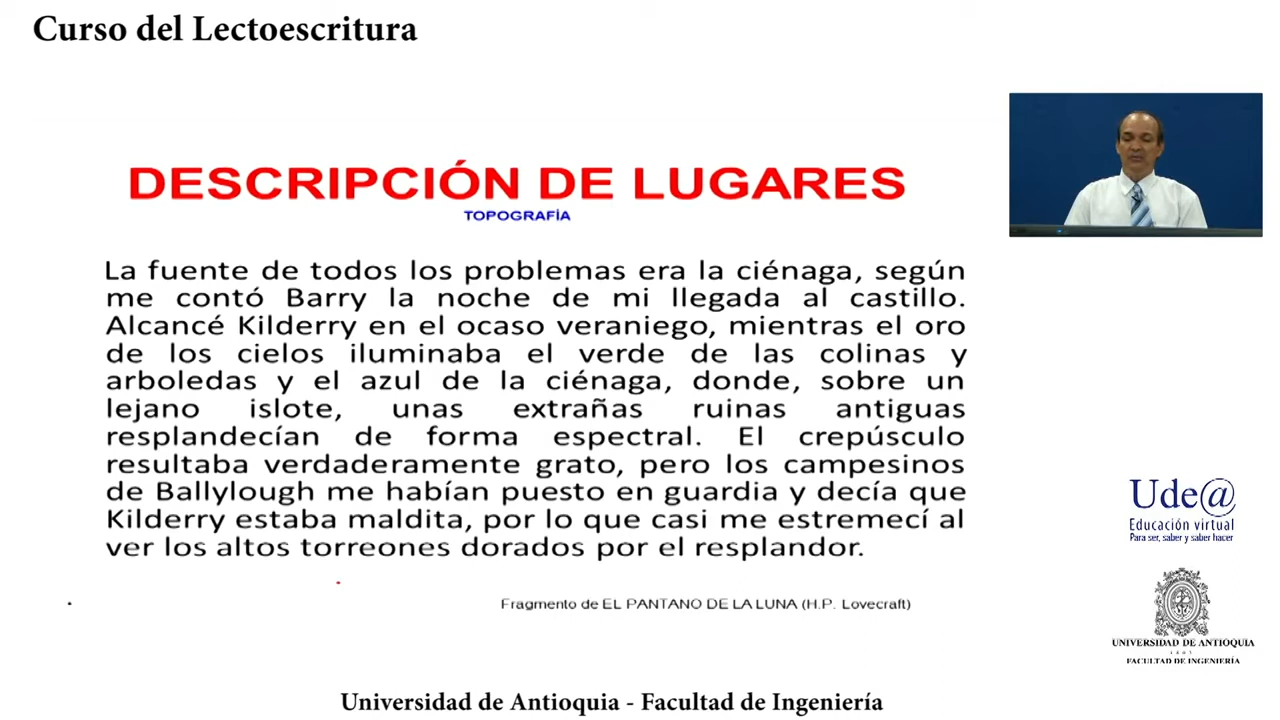 Curso del Lectoescritura
DESCRIPCIÓN DE LUGARES
TOPOGRAFÍA
La fuente de todos los problemas era la ciénaga, según
me contó Barry la noche de mi llegada al castillo.
Alcancé Kilderry en el ocaso veraniego, mientras el oro
de los cielos iluminaba el verde de las colinas y
arboledas y el azul de la ciénaga, donde, sobre un
lejano islote, unas extrañas ruinas antiguas
resplandecían de forma espectral. El crepúsculo
resultaba verdaderamente grato, pero los campesinos
de Ballylough me habían puesto en guardia y decía que
Kilderry estaba maldita, por lo que casi me estremecí al
ver los altos torreones dorados por el resplandor.
Fragmento de EL PANTANO DE LA LUNA (H.P. Lovecraft)
Ude@
Educación virtual
Para ser, saber y saber hacer
UNIVERSIDAD DE ANTIOQUIA
1803
FACULTAD DE INGENIERÍA
Universidad de Antioquia - Facultad de Ingeniería